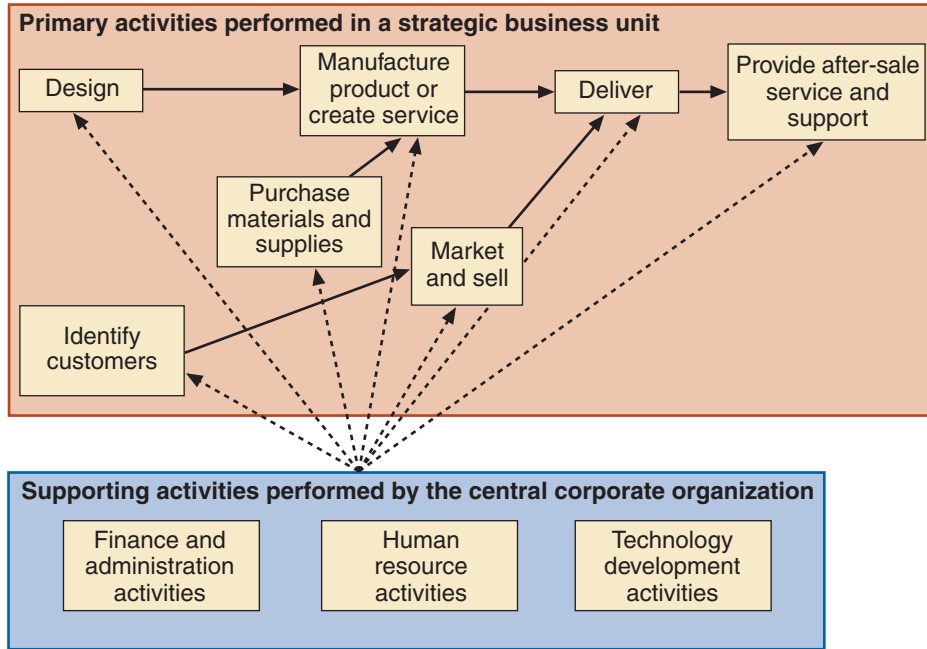 Primary activities performed in a strategic business unit
Design
Manufacture
product or
create service
Deliver
Provide after-sale
service and
support
Purchase
materials and
supplies
Market
and sell
Identify
customers
Supporting activities performed by the central corporate organization
Finance and
administration
activities
Human
resource
activities
Technology
development
activities